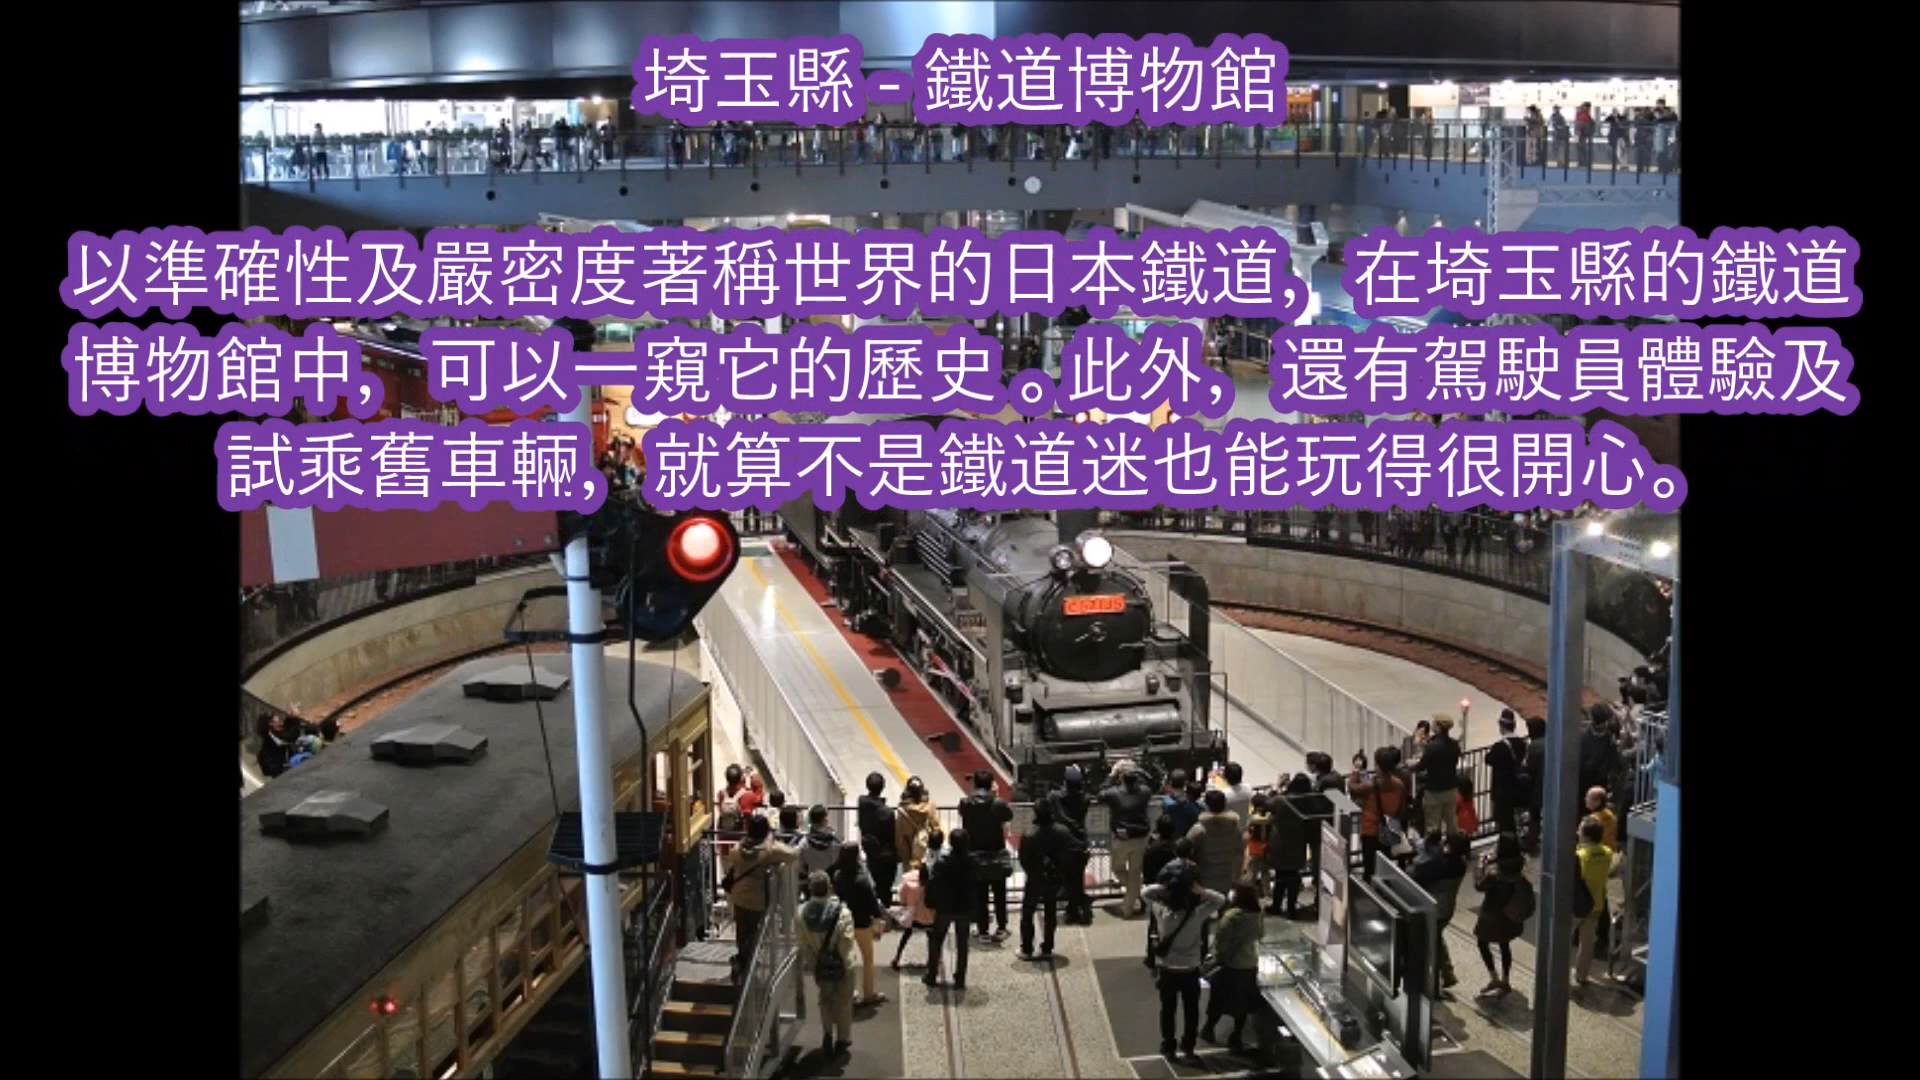 埼玉縣 - 鐵道博物館
以準確性及嚴密度著稱世界的日本鐵道，在埼玉縣的鐵道
博物館中，可以一窺它的歷史。此外，還有駕駛員體驗及
試乘舊車輛，就算不是鐵道迷也能玩得很開心。